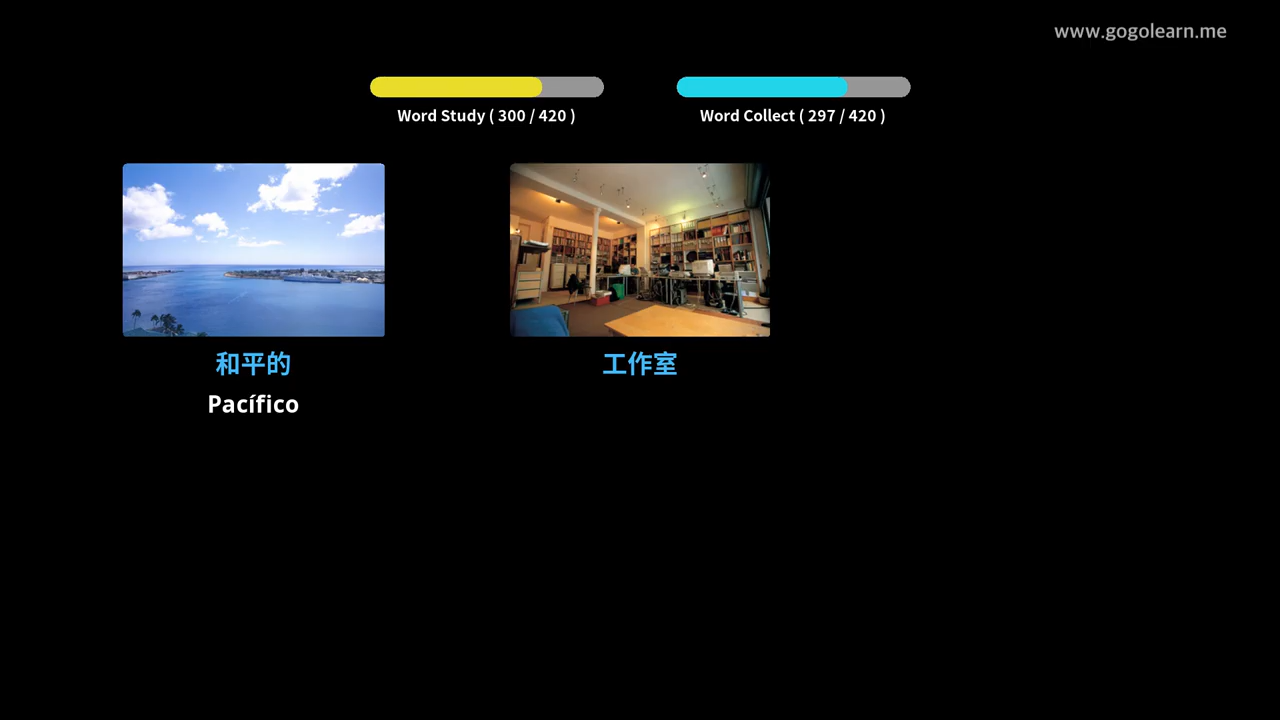 www.gogolearn.me
Word Study ( 300 / 420 )
Word Collect ( 297 / 420 )
和平的
Pacífico
工作室